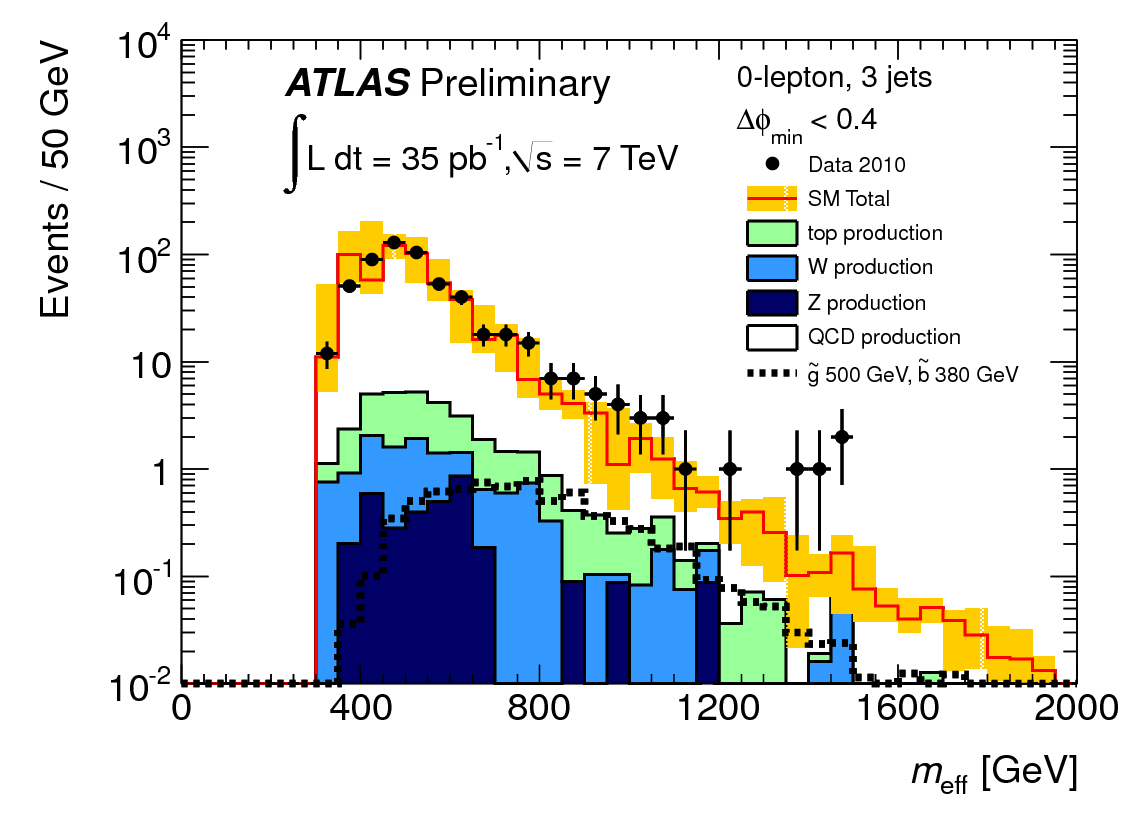 Events / 50 GeV
10⁴
10³
10²
10
1
10⁻¹
10⁻²
ATLAS Preliminary
∫L dt = 35 pb⁻¹,√s = 7 TeV
0-lepton, 3 jets
Δϕmin < 0.4
Data 2010
SM Total
top production
W production
Z production
QCD production
g̃ 500 GeV, b̃ 380 GeV
0 400 800 1200 1600 2000
meff [GeV]